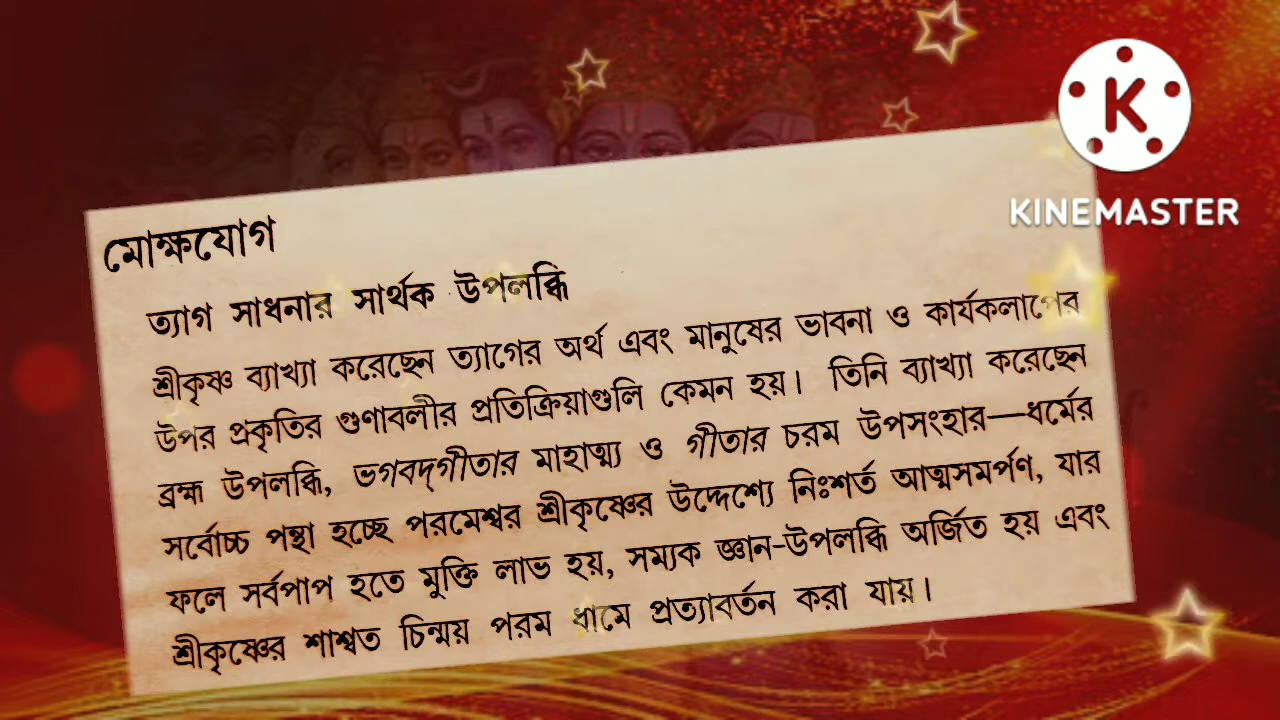 মোক্ষযোগ
ত্যাগ সাধনার সার্থক উপলব্ধি
শ্রীকৃষ্ণ ব্যাখ্যা করেছেন ত্যাগের অর্থ এবং মানুষের ভাবনা ও কার্যকলাপের
উপর প্রকৃতির গুণাবলীর প্রতিক্রিয়াগুলি কেমন হয়। তিনি ব্যাখ্যা করেছেন
ব্রহ্ম উপলব্ধি, ভগবদ্‌গীতার মাহাত্ম্য ও গীতার চরম উপসংহার—ধর্মের
সর্বোচ্চ পন্থা হচ্ছে পরমেশ্বর শ্রীকৃষ্ণের উদ্দেশ্যে নিঃশর্ত আত্মসমর্পণ, যার
ফলে সর্বপাপ হতে মুক্তি লাভ হয়, সম্যক জ্ঞান-উপলব্ধি অর্জিত হয় এবং
শ্রীকৃষ্ণের শাশ্বত চিন্ময় পরম ধামে প্রত্যাবর্তন করা যায়।
K
KINEMASTER